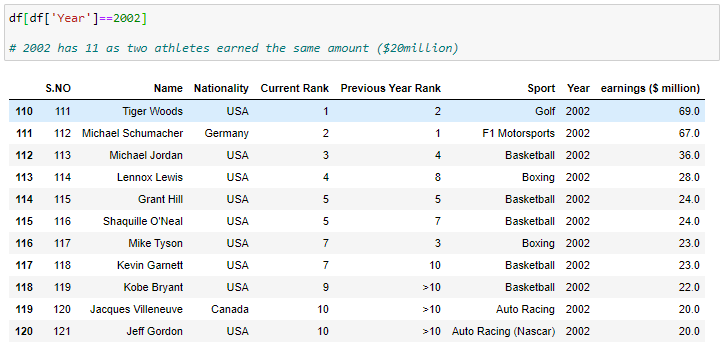 df[df['Year']==2002]
# 2002 has 11 as two athletes earned the same amount ($20million)
S.NO Name Nationality Current Rank Previous Year Rank Sport Year earnings ($ million)
110 111 Tiger Woods USA 1 2 Golf 2002 69.0
111 112 Michael Schumacher Germany 2 1 F1 Motorsports 2002 67.0
112 113 Michael Jordan USA 3 4 Basketball 2002 36.0
113 114 Lennox Lewis USA 4 8 Boxing 2002 28.0
114 115 Grant Hill USA 5 5 Basketball 2002 24.0
115 116 Shaquille O'Neal USA 5 7 Basketball 2002 24.0
116 117 Mike Tyson USA 7 3 Boxing 2002 23.0
117 118 Kevin Garnett USA 7 10 Basketball 2002 23.0
118 119 Kobe Bryant USA 9 >10 Basketball 2002 22.0
119 120 Jacques Villeneuve Canada 10 >10 Auto Racing 2002 20.0
120 121 Jeff Gordon USA 10 >10 Auto Racing (Nascar) 2002 20.0